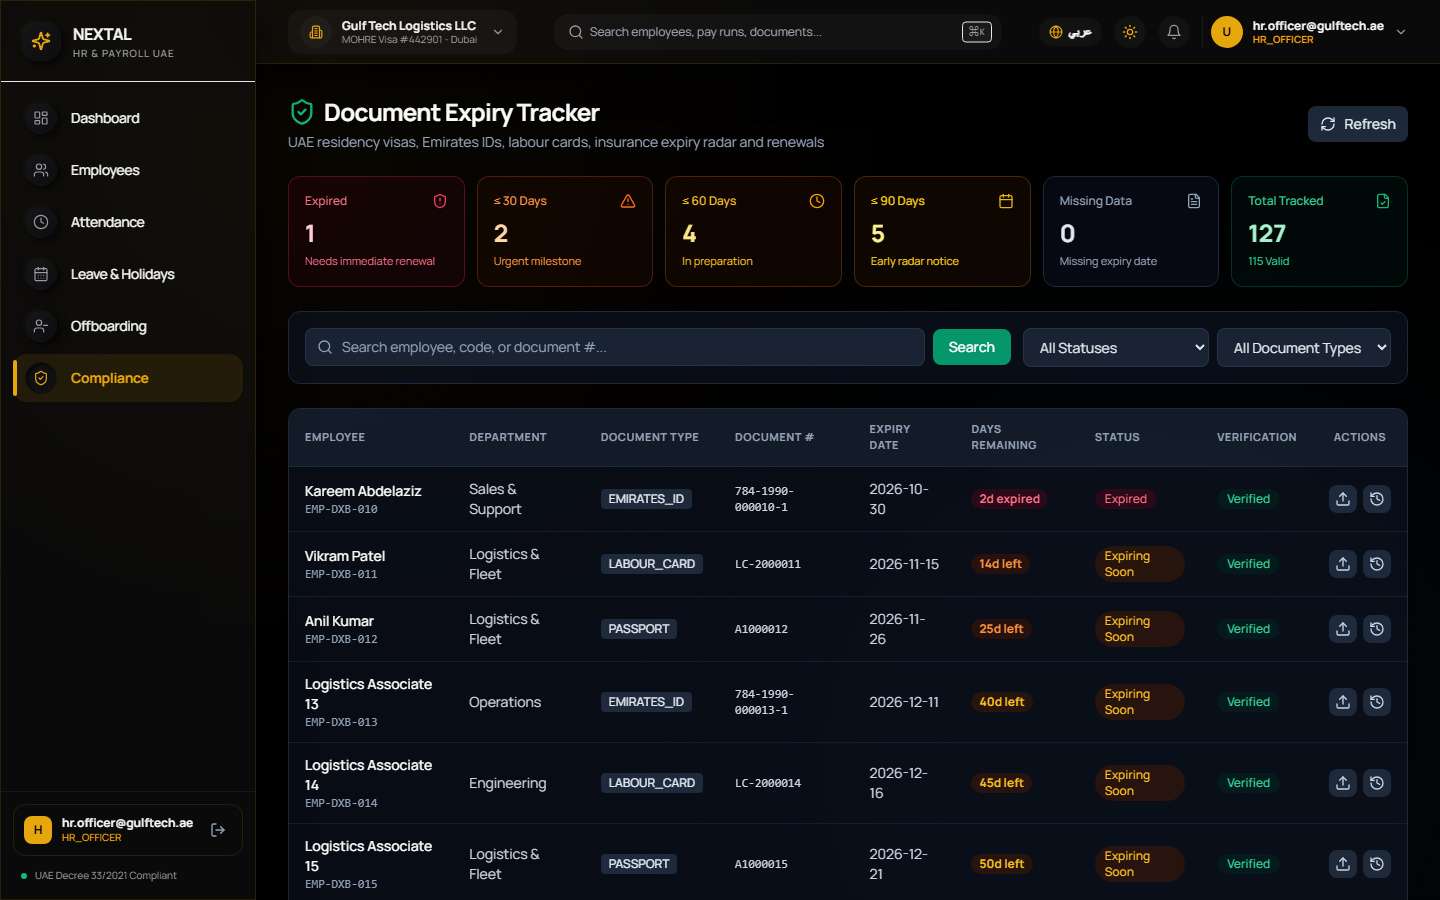 NEXTAL
HR & PAYROLL UAE
Dashboard
Employees
Attendance
Leave & Holidays
Offboarding
Compliance
H
hr.officer@gulftech.ae
HR_OFFICER
UAE Decree 33/2021 Compliant
Gulf Tech Logistics LLC
MOHRE Visa #442901 - Dubai
Search employees, pay runs, documents...
⌘K
عربي
U
hr.officer@gulftech.ae
HR_OFFICER
Document Expiry Tracker
UAE residency visas, Emirates IDs, labour cards, insurance expiry radar and renewals
Refresh
Expired
1
Needs immediate renewal
≤ 30 Days
2
Urgent milestone
≤ 60 Days
4
In preparation
≤ 90 Days
5
Early radar notice
Missing Data
0
Missing expiry date
Total Tracked
127
115 Valid
Search employee, code, or document #...
Search
All Statuses
All Document Types
EMPLOYEE DEPARTMENT DOCUMENT TYPE DOCUMENT # EXPIRY DATE DAYS REMAINING STATUS VERIFICATION ACTIONS
Kareem Abdelaziz
EMP-DXB-010
Sales &
Support
EMIRATES_ID
784-1990-
000010-1
2026-10-
30
2d expired
Expired
Verified
Vikram Patel
EMP-DXB-011
Logistics &
Fleet
LABOUR_CARD
LC-2000011
2026-11-15
14d left
Expiring
Soon
Verified
Anil Kumar
EMP-DXB-012
Logistics &
Fleet
PASSPORT
A1000012
2026-11-
26
25d left
Expiring
Soon
Verified
Logistics Associate
13
EMP-DXB-013
Operations
EMIRATES_ID
784-1990-
000013-1
2026-12-11
40d left
Expiring
Soon
Verified
Logistics Associate
14
EMP-DXB-014
Engineering
LABOUR_CARD
LC-2000014
2026-12-
16
45d left
Expiring
Soon
Verified
Logistics Associate
15
EMP-DXB-015
Logistics &
Fleet
PASSPORT
A1000015
2026-12-
21
50d left
Expiring
Soon
Verified